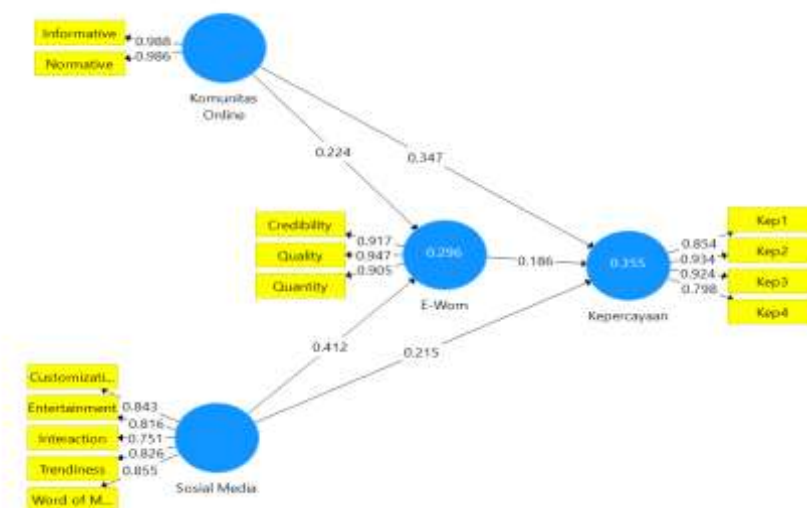 Informative
0.988
Normative
0.986
Komunitas
Online
0.224
0.347
Credibility
0.917
Quality
0.947
Quantity
0.905
0.296
E-Wom
0.186
0.355
Kepercayaan
Kep1
0.854
Kep2
0.934
Kep3
0.924
Kep4
0.798
0.412
0.215
Customizati...
0.843
Entertainment
0.816
Interaction
0.751
Trendiness
0.826
Word of M...
0.855
Sosial Media